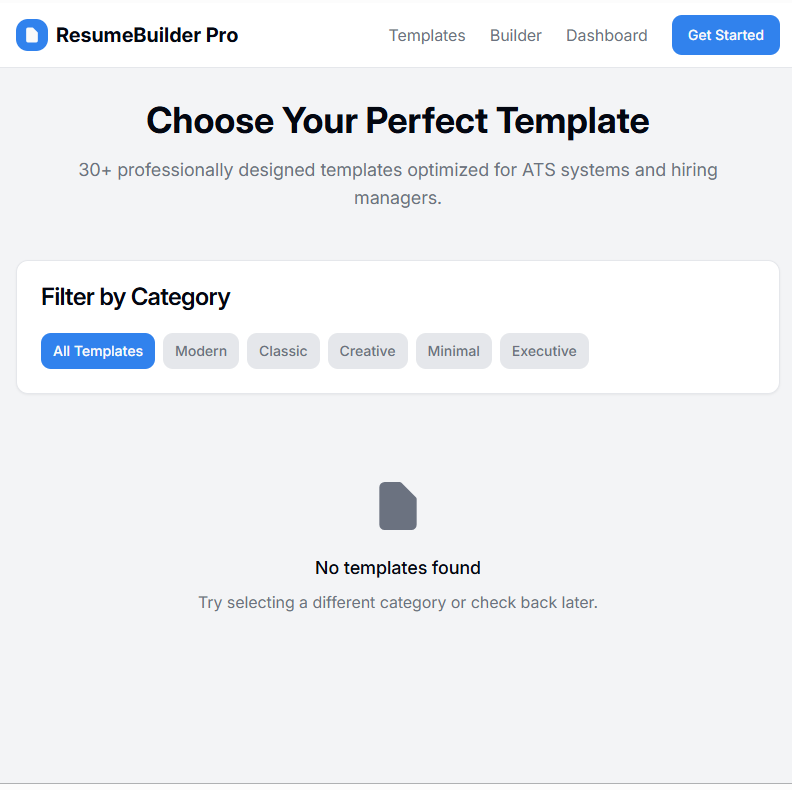 ResumeBuilder Pro
Templates
Builder
Dashboard
Get Started
Choose Your Perfect Template
30+ professionally designed templates optimized for ATS systems and hiring
managers.
Filter by Category
All Templates
Modern
Classic
Creative
Minimal
Executive
No templates found
Try selecting a different category or check back later.